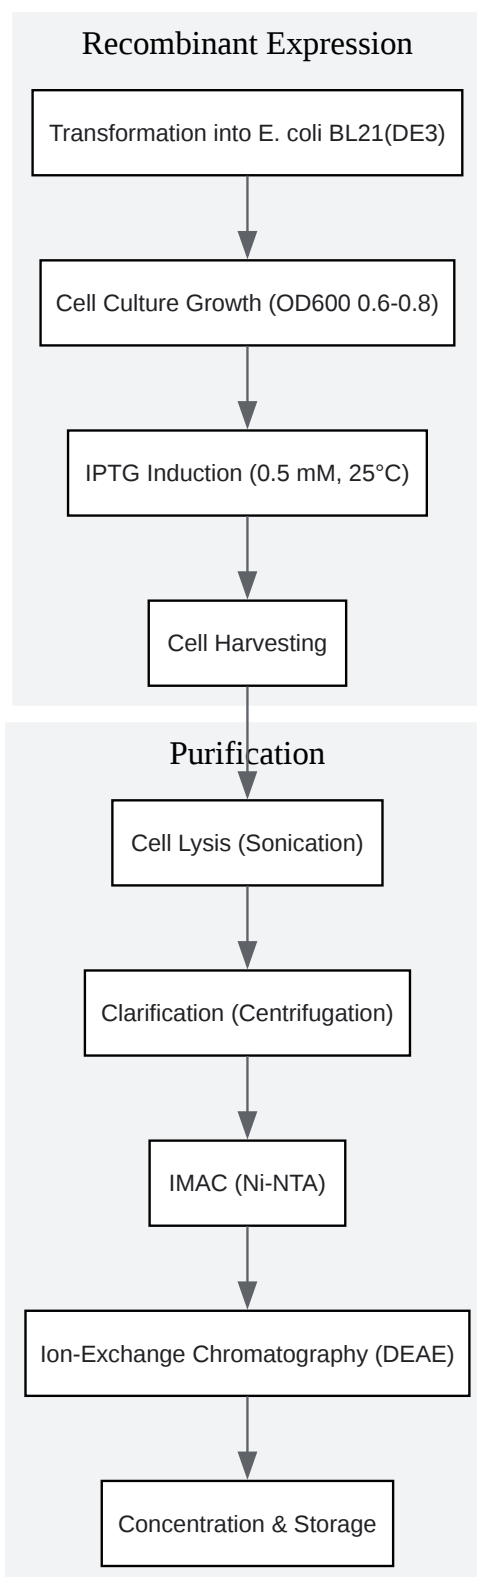 Recombinant Expression
Transformation into E. coli BL21(DE3)
Cell Culture Growth (OD600 0.6-0.8)
IPTG Induction (0.5 mM, 25°C)
Cell Harvesting
Purification
Cell Lysis (Sonication)
Clarification (Centrifugation)
IMAC (Ni-NTA)
Ion-Exchange Chromatography (DEAE)
Concentration & Storage